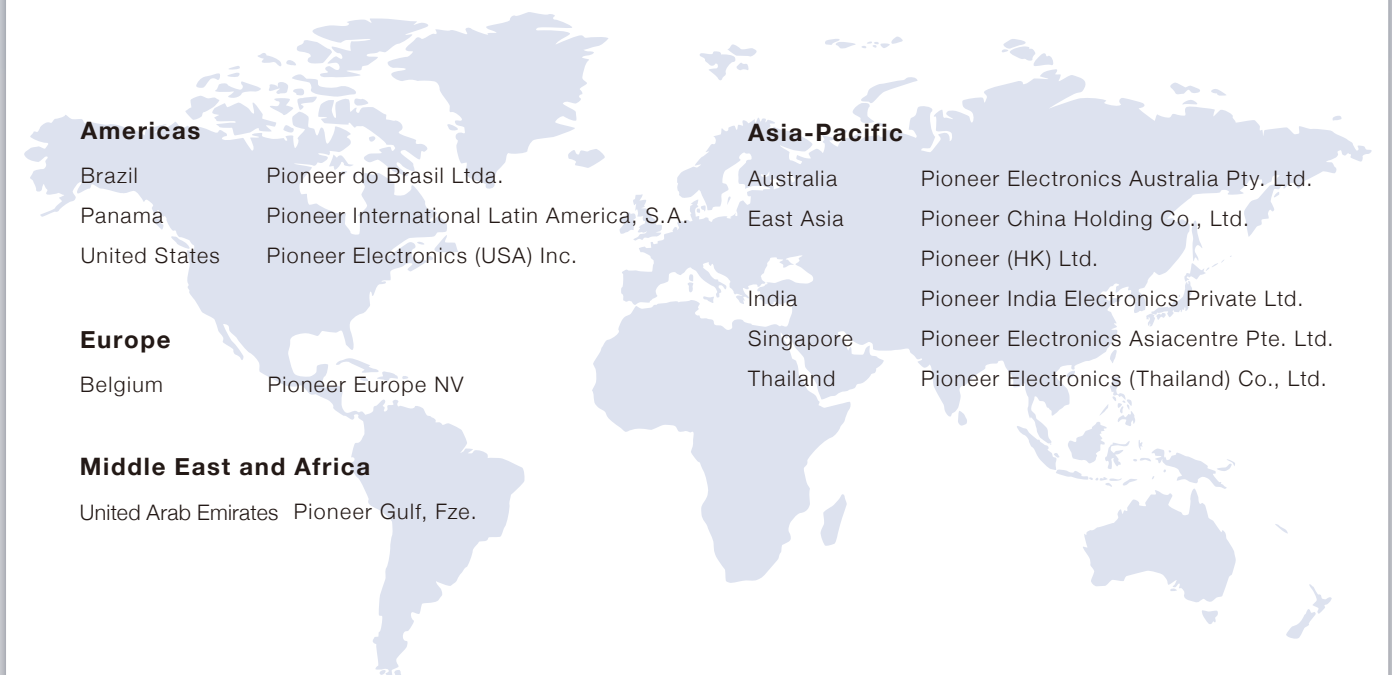 Americas
Brazil Pioneer do Brasil Ltda.
Panama Pioneer International Latin America, S.A.
United States Pioneer Electronics (USA) Inc.
Europe
Belgium Pioneer Europe NV
Middle East and Africa
United Arab Emirates Pioneer Gulf, Fze.
Asia-Pacific
Australia Pioneer Electronics Australia Pty. Ltd.
East Asia Pioneer China Holding Co., Ltd.
Pioneer (HK) Ltd.
India Pioneer India Electronics Private Ltd.
Singapore Pioneer Electronics Asiacentre Pte. Ltd.
Thailand Pioneer Electronics (Thailand) Co., Ltd.